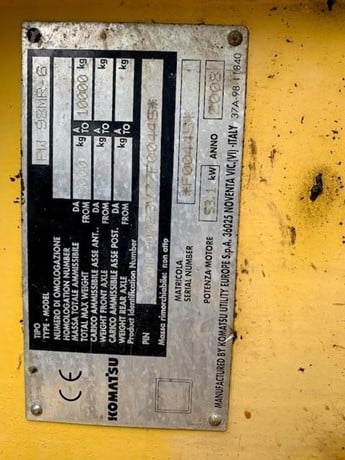 KOMATSU
TIPO
TYPE - MODEL
PW 98MR-6
NUMERO DI OMOLOGAZIONE
HOMOLOGATION NUMBER
MASSA TOTALE AMMISSIBILE DA A
TOTAL MAX WEIGHT FROM TO 10000 kg
CARICO AMMISSIBILE ASSE ANT.. DA A
WEIGHT FRONT AXLE FROM TO kg
CARICO AMMISSIBILE ASSE POST. DA A
WEIGHT REAR AXLE FROM TO kg
Product Identification Number
PIN
Massa rimorchiabile: non atto
MATRICOLA
SERIAL NUMBER
POTENZA-MOTORE kW ANNO 2008
MANUFACTURED BY KOMATSU UTILITY EUROPE S.p.A. 36025 NOVENTA VIC.(VI) -ITALY
37A-98-11840